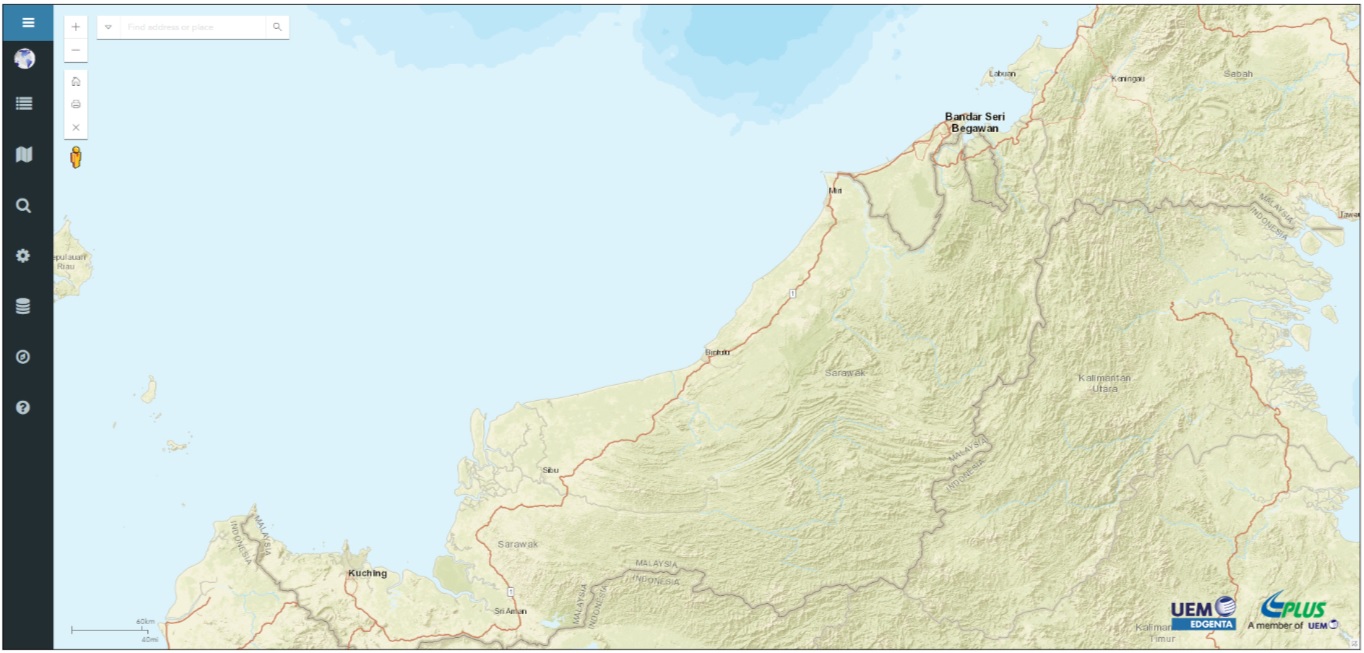 Find address or place
Labuan
Keningau
Sabah
Bandar Seri
Begawan
Miri
MALAYSIA
INDONESIA
Tawau
epulauan
Riau
1
Bintulu
Sarawak
Kalimantan
Utara
MALAYSIA
INDONESIA
Sibu
MALAYSIA
INDONESIA
Sarawak
Kuching
MALAYSIA
INDONESIA
MALAYSIA
INDONESIA
1
Sri Aman
60km
40mi
UEM
EDGENTA
PLUS
A member of UEM
Timur